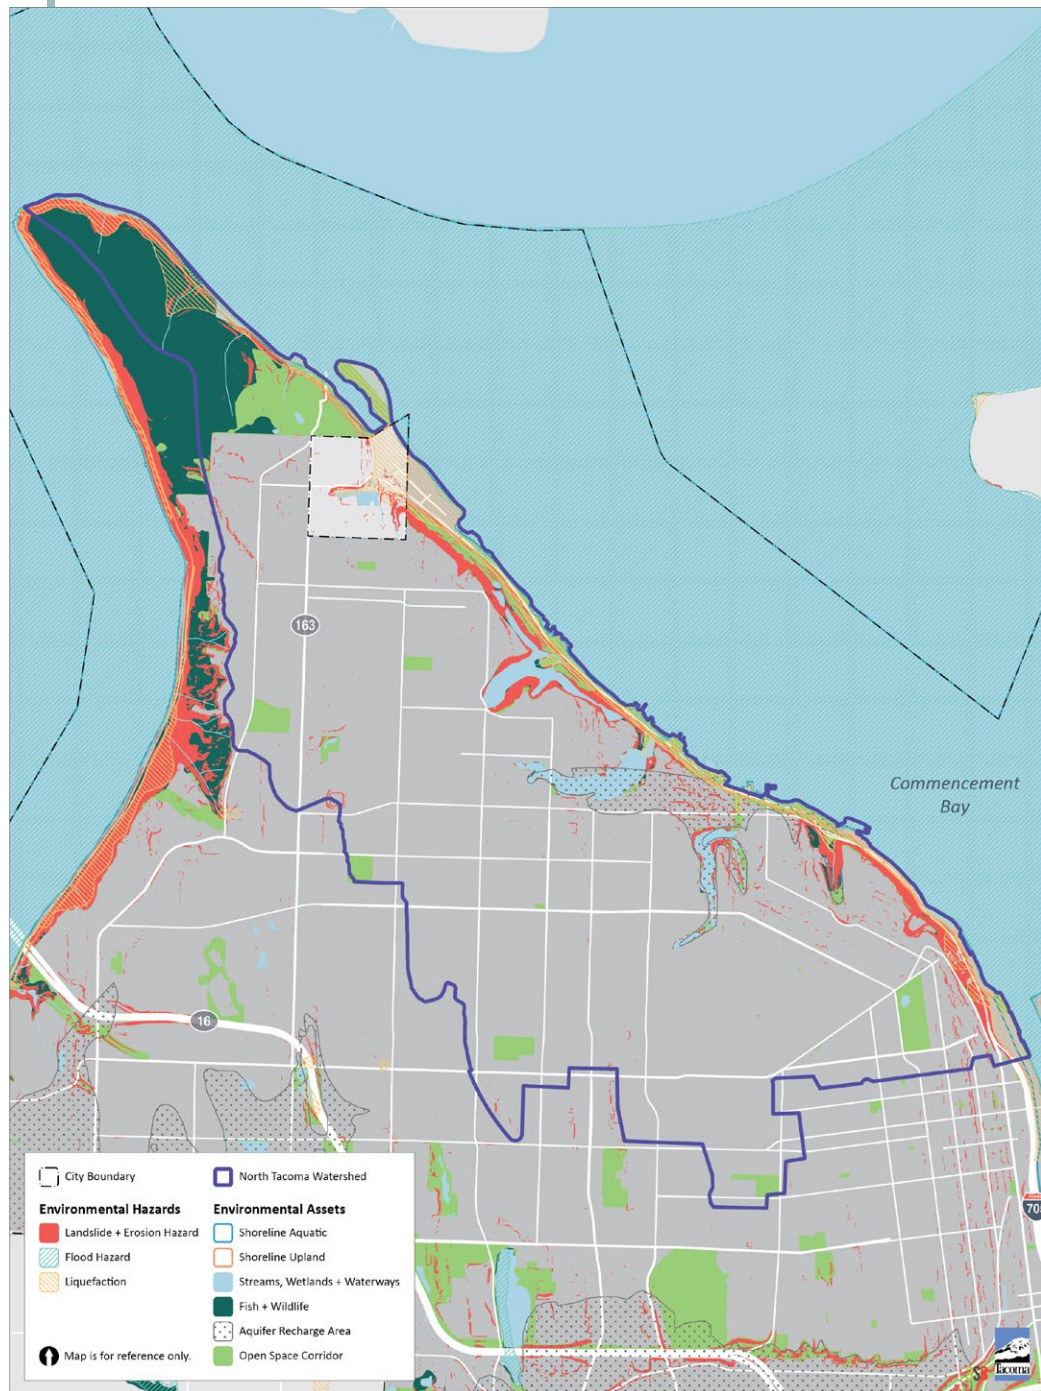 163
Commencement
Bay
16
City Boundary
North Tacoma Watershed
Environmental Hazards
Environmental Assets
Landslide + Erosion Hazard
Shoreline Aquatic
Flood Hazard
Shoreline Upland
Liquefaction
Streams, Wetlands + Waterways
Fish + Wildlife
Aquifer Recharge Area
Map is for reference only.
Open Space Corridor
705
Tacoma